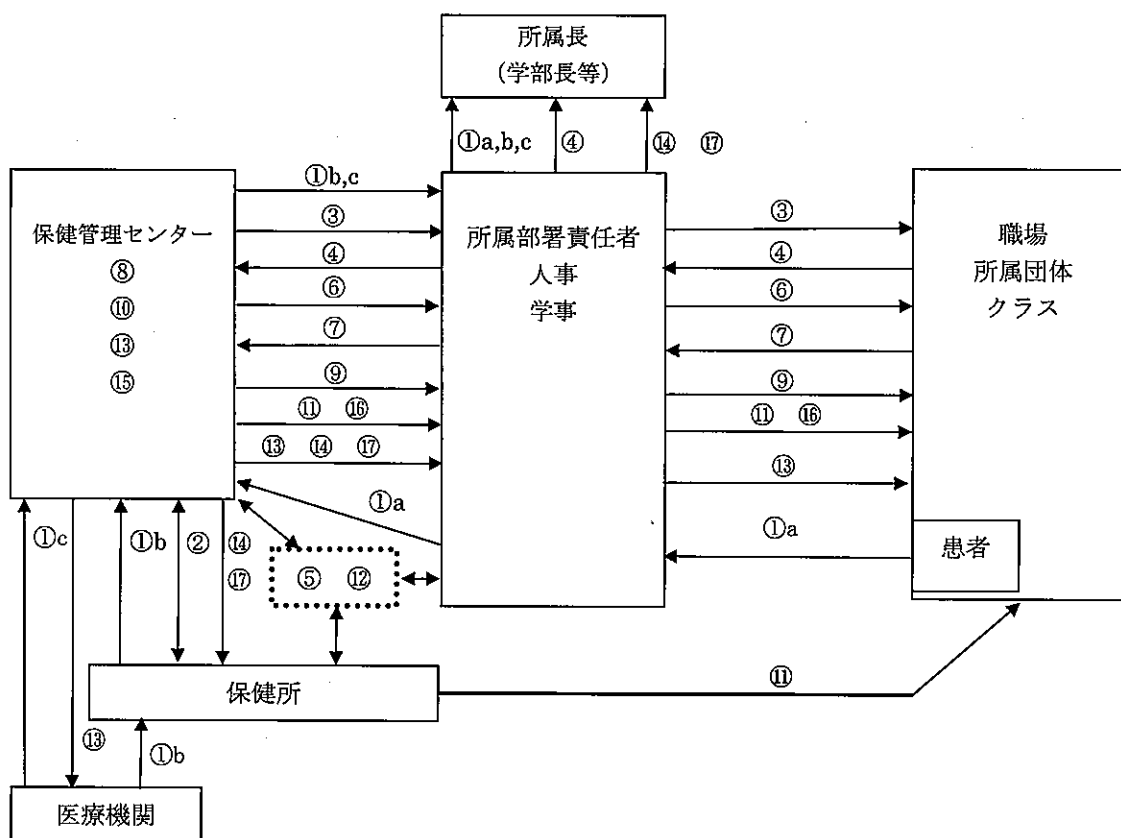 所属長
(学部長等)
①a,b,c
④
⑭ ⑰
保健管理センター
⑧
⑩
⑬
⑮
①b,c
③
④
⑥
⑦
⑨
⑪ ⑯
⑬ ⑭ ⑰
①a
所属部署責任者
人事
学事
③
④
⑥
⑦
⑨
⑪ ⑯
⑬
①a
職場
所属団体
クラス
患者
①c
①b
②
⑭
⑰
⑤ ⑫
保健所
⑪
⑬
①b
医療機関